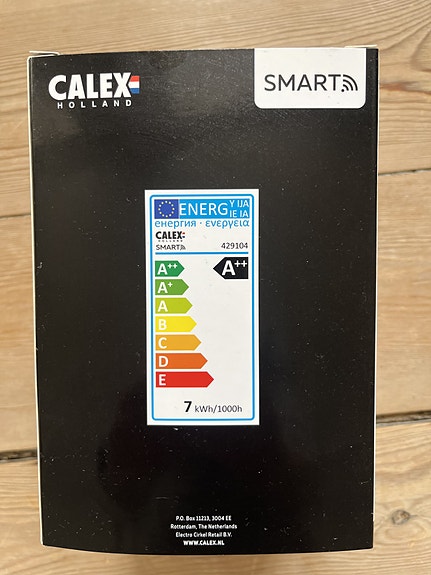 CALEX
HOLLAND
SMART
ENERG Y IJA
IE IA
енергия · ενεργεια
CALEX
HOLLAND
SMART 429104
A++ A++
A+
A
B
C
D
E
7 kWh/1000h
P.O. Box 11213, 3004 EE
Rotterdam, The Netherlands
Electro Cirkel Retail B.V.
WWW.CALEX.NL